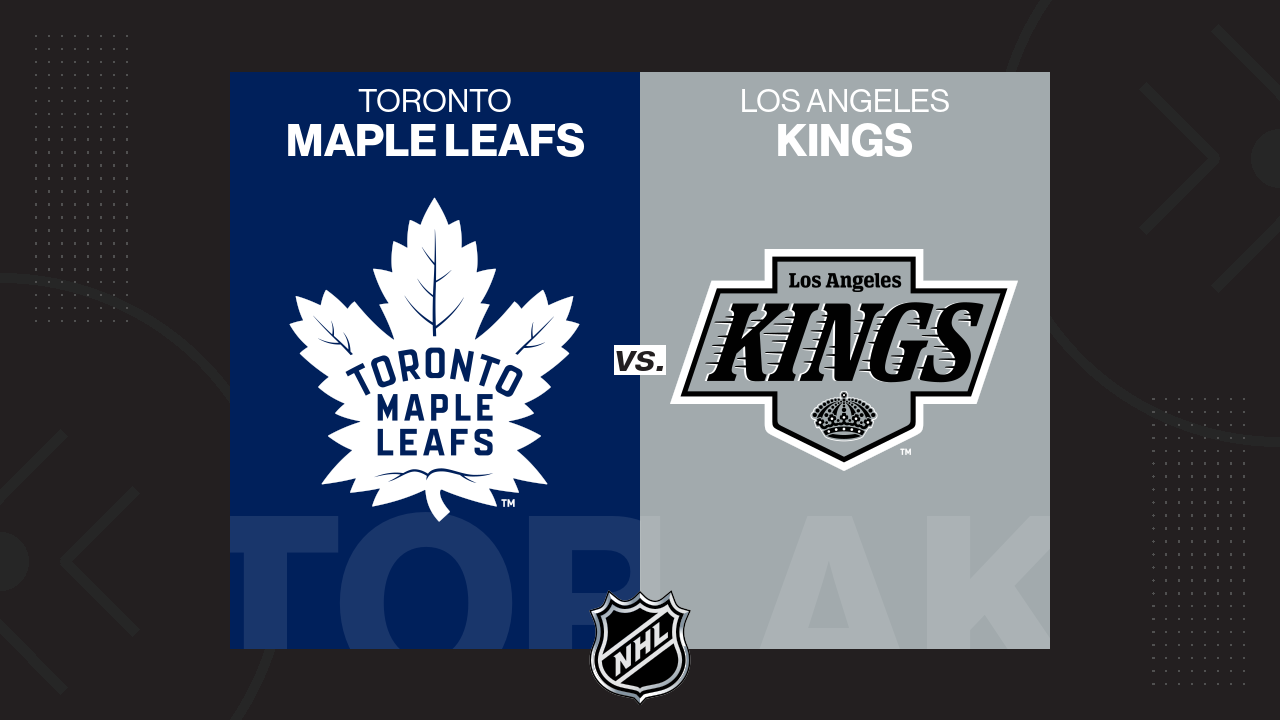 TORONTO
MAPLE LEAFS
LOS ANGELES
KINGS
TORONTO
MAPLE
LEAFS
TM
vs.
Los Angeles
KINGS
TM
TOR
LAK
NHL